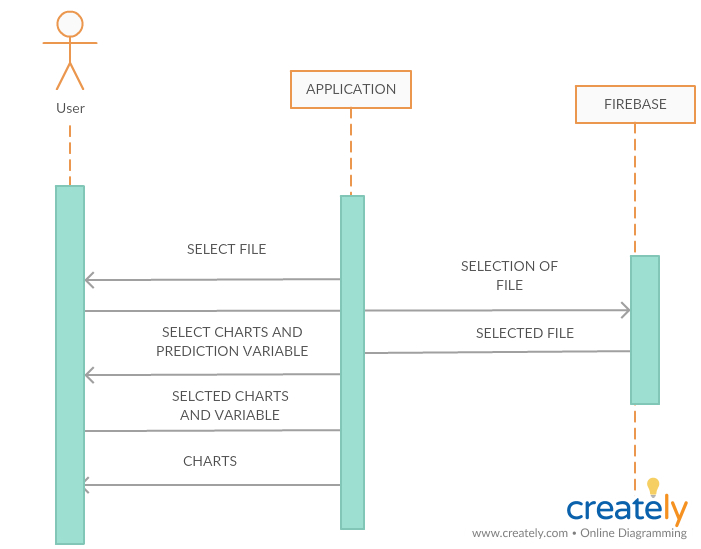 User
APPLICATION
FIREBASE
SELECT FILE
SELECTION OF
FILE
SELECT CHARTS AND
PREDICTION VARIABLE
SELECTED FILE
SELCTED CHARTS
AND VARIABLE
CHARTS
creately
www.creately.com • Online Diagramming